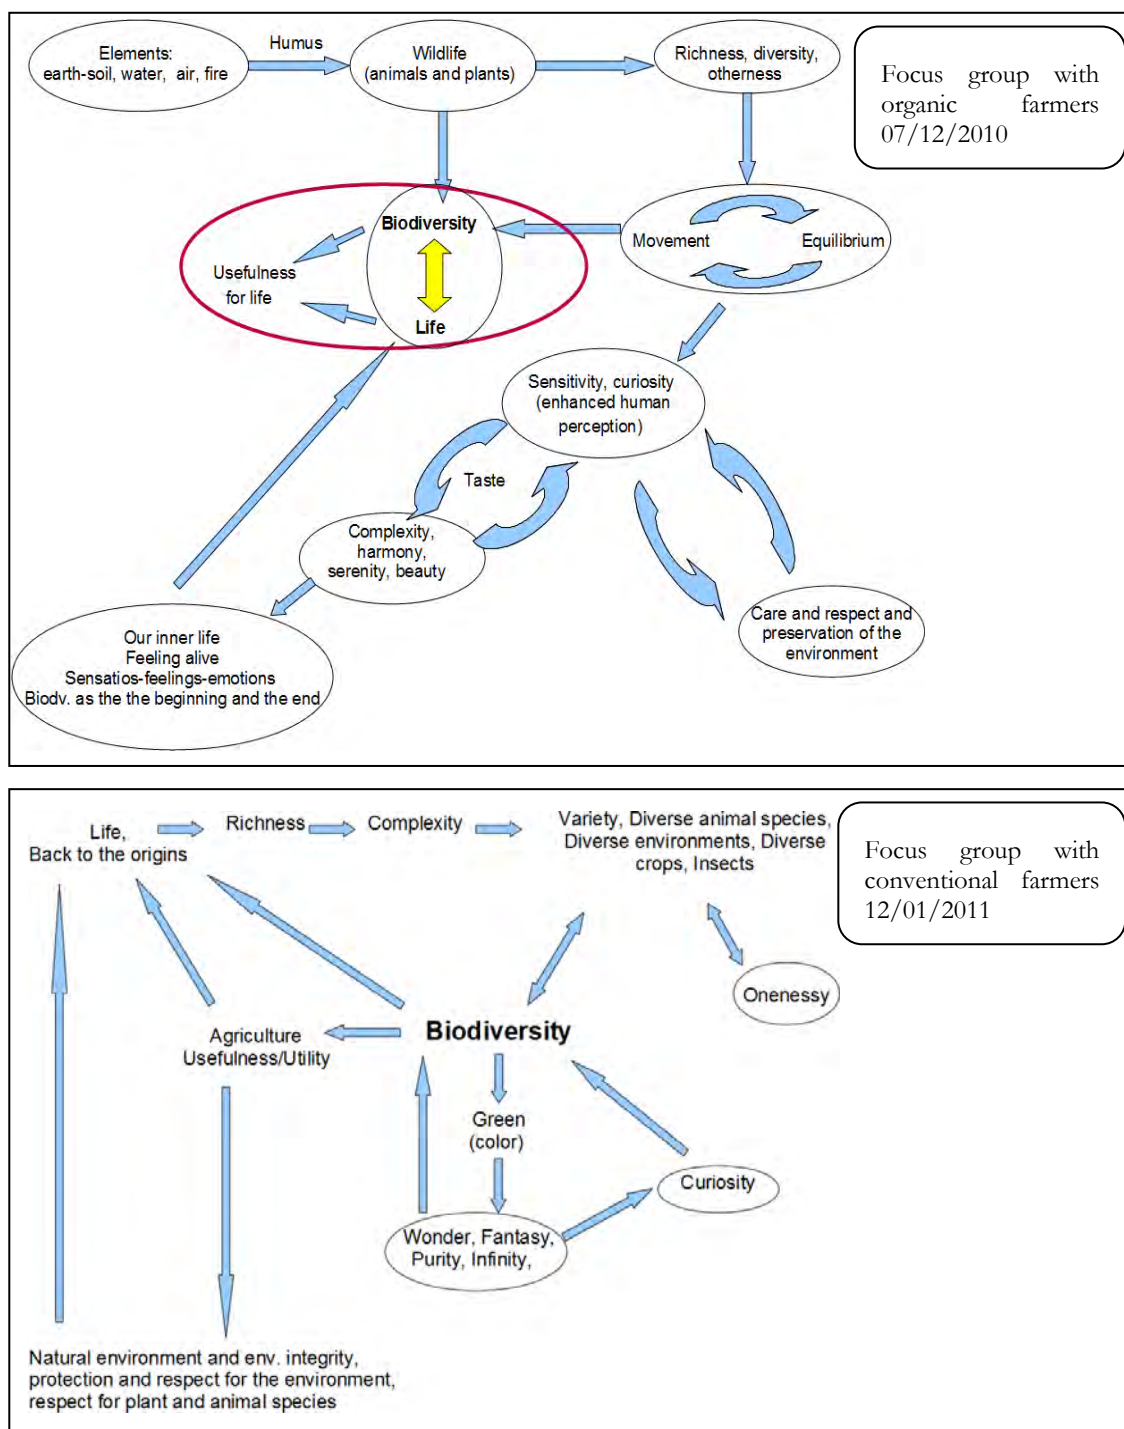 Elements:
earth-soil, water, air, fire
Humus
Wildlife
(animals and plants)
Richness, diversity,
otherness
Focus group with
organic farmers
07/12/2010
Biodiversity
Life
Usefulness
for life
Movement
Equilibrium
Sensitivity, curiosity
(enhanced human
perception)
Taste
Complexity,
harmony,
serenity, beauty
Care and respect and
preservation of the
environment
Our inner life
Feeling alive
Sensatios-feelings-emotions
Biodv. as the the beginning and the end
Life,
Back to the origins
Richness
Complexity
Variety, Diverse animal species,
Diverse environments, Diverse
crops, Insects
Focus group with
conventional farmers
12/01/2011
Onenessy
Agriculture
Usefulness/Utility
Biodiversity
Green
(color)
Curiosity
Wonder, Fantasy,
Purity, Infinity,
Natural environment and env. integrity,
protection and respect for the environment,
respect for plant and animal species